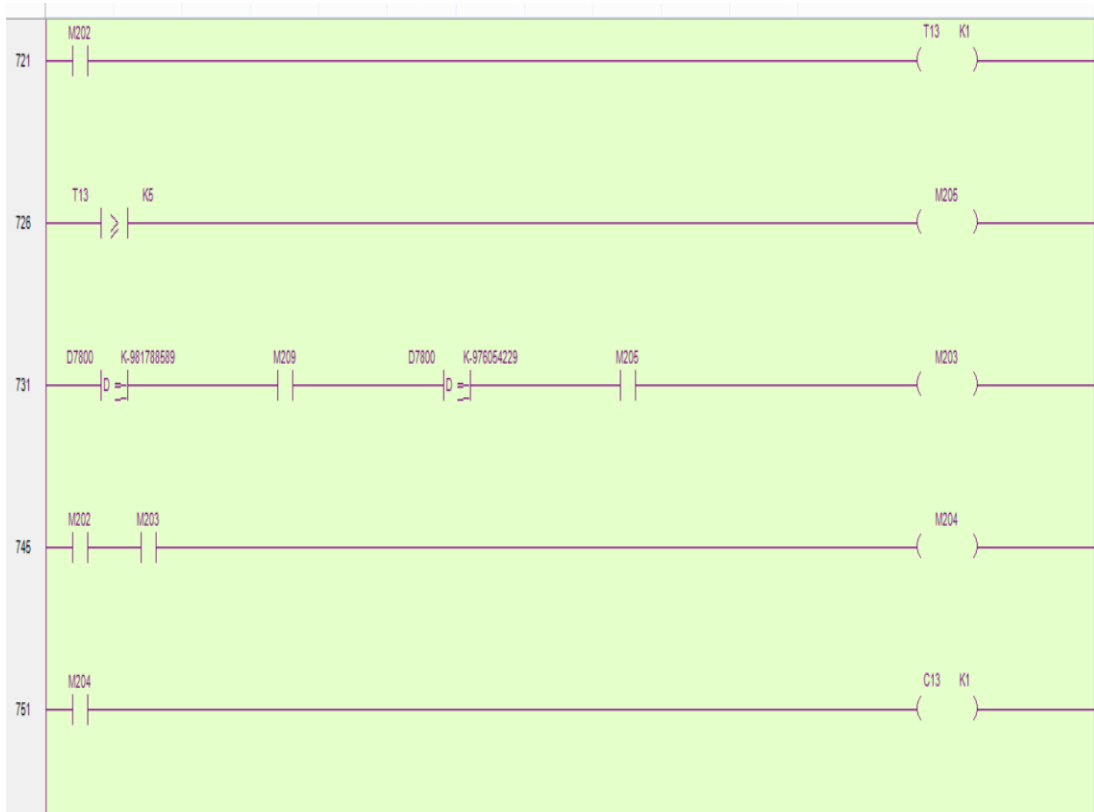 M202 T13 K1
721
T13 K5 M205
726
D7800 K-981788589 M209 D7800 K-976054229 M205 M203
731 D = D =
M202 M203 M204
745
M204 C13 K1
751